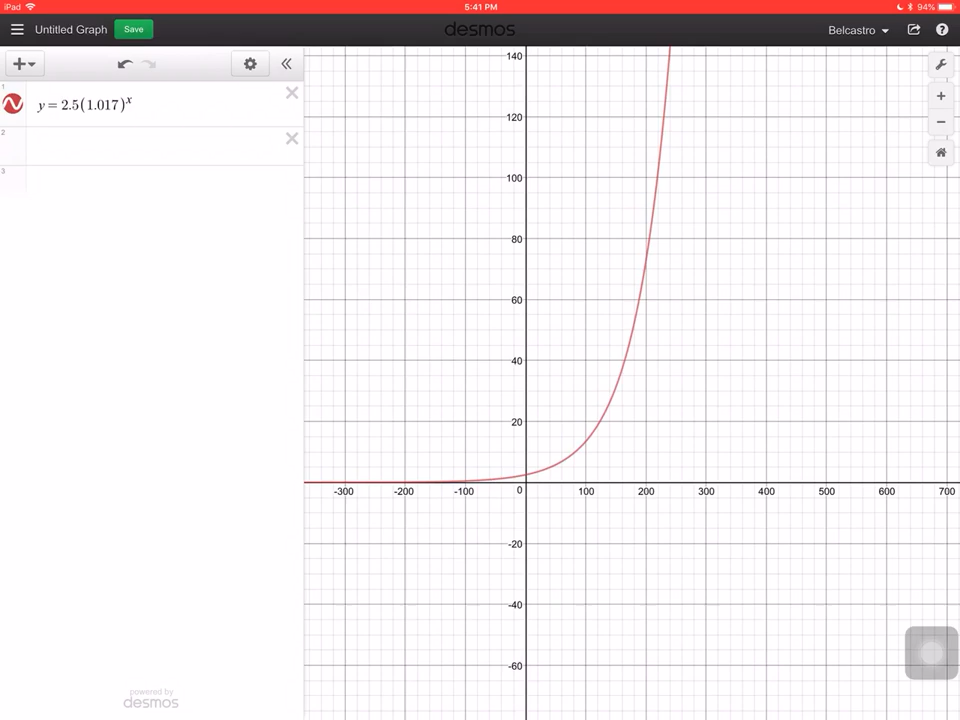 iPad 5:41 PM 94%
Untitled Graph Save desmos Belcastro ?
1
y = 2.5(1.017)^x
2
3
140
120
100
80
60
40
20
-300 -200 -100 0 100 200 300 400 500 600 700
-20
-40
-60
powered by
desmos